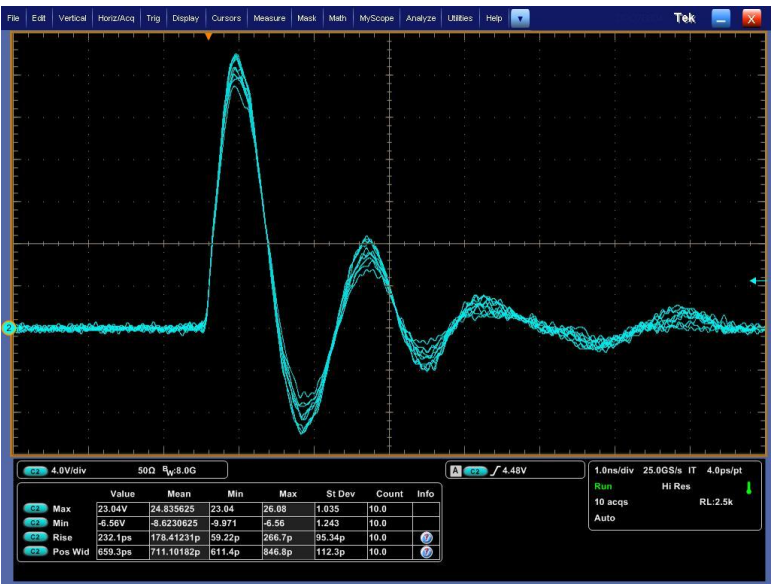 File Edit Vertical Horiz/Acq Trig Display Cursors Measure Mask Math MyScope Analyze Utilities Help Tek X
2
C2 4.0V/div 50Ω BW:8.0G
A C2 4.48V
1.0ns/div 25.0GS/s IT 4.0ps/pt
Run Hi Res
10 acqs RL:2.5k
Auto
Value Mean Min Max St Dev Count Info
C2 Max 23.04V 24.835625 23.04 26.08 1.035 10.0
C2 Min -6.56V -8.6230625 -9.971 -6.56 1.243 10.0
C2 Rise 232.1ps 178.41231p 59.22p 266.7p 95.34p 10.0
C2 Pos Wid 659.3ps 711.10182p 611.4p 846.8p 112.3p 10.0